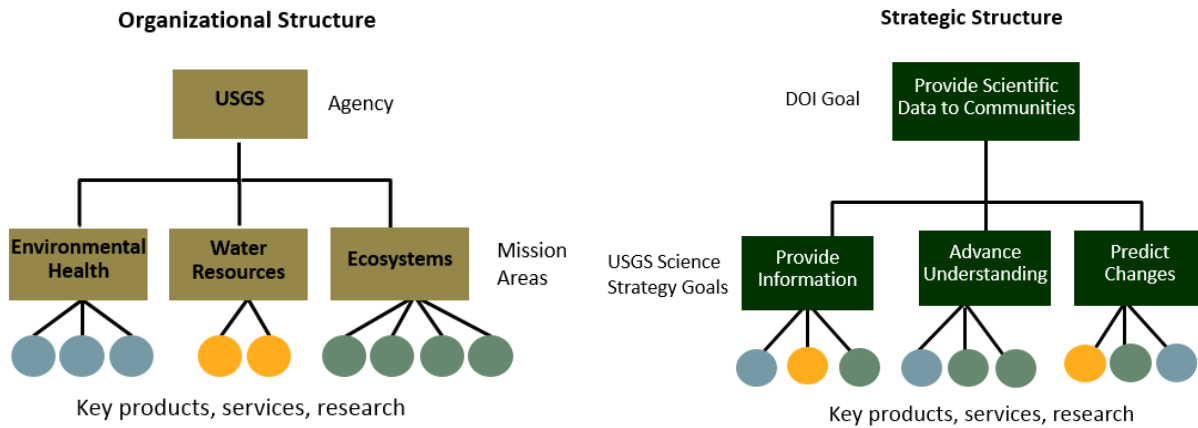 Organizational Structure
USGS
Agency
Environmental
Health
Water
Resources
Ecosystems
Mission
Areas
Key products, services, research
Strategic Structure
DOI Goal
Provide Scientific
Data to Communities
USGS Science
Strategy Goals
Provide
Information
Advance
Understanding
Predict
Changes
Key products, services, research